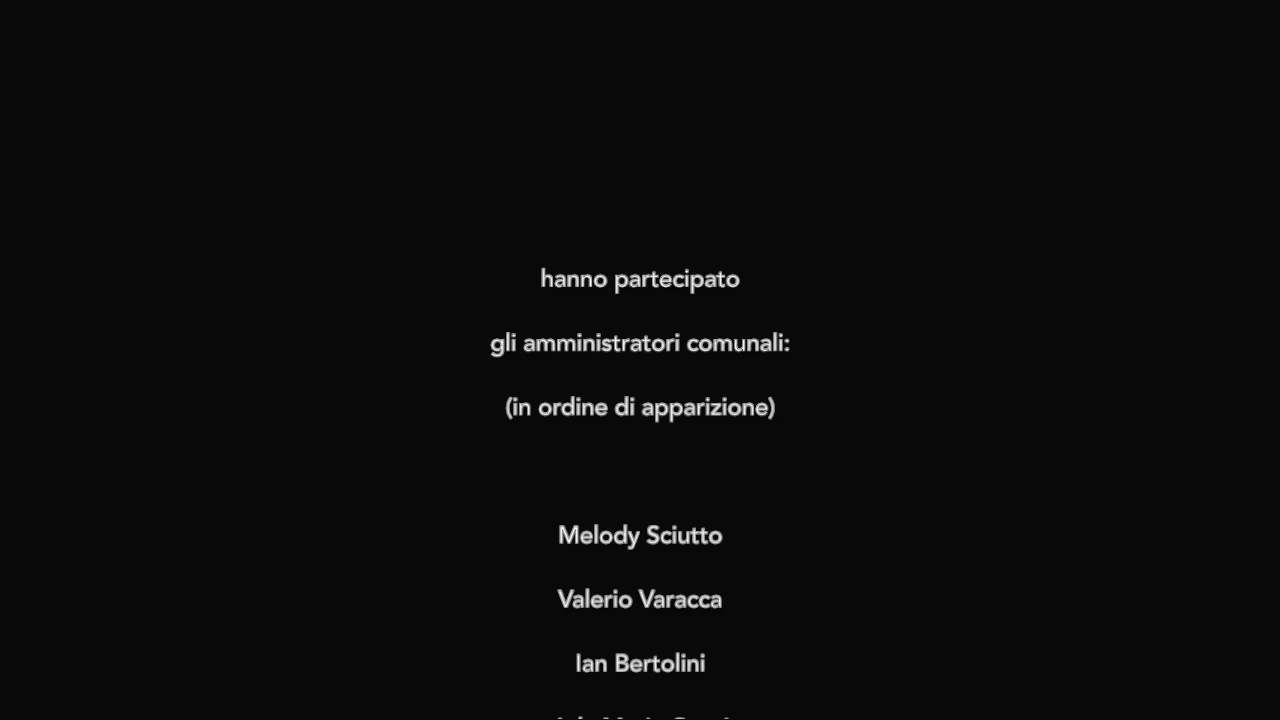 hanno partecipato
gli amministratori comunali:
(in ordine di apparizione)
Melody Sciutto
Valerio Varacca
Ian Bertolini